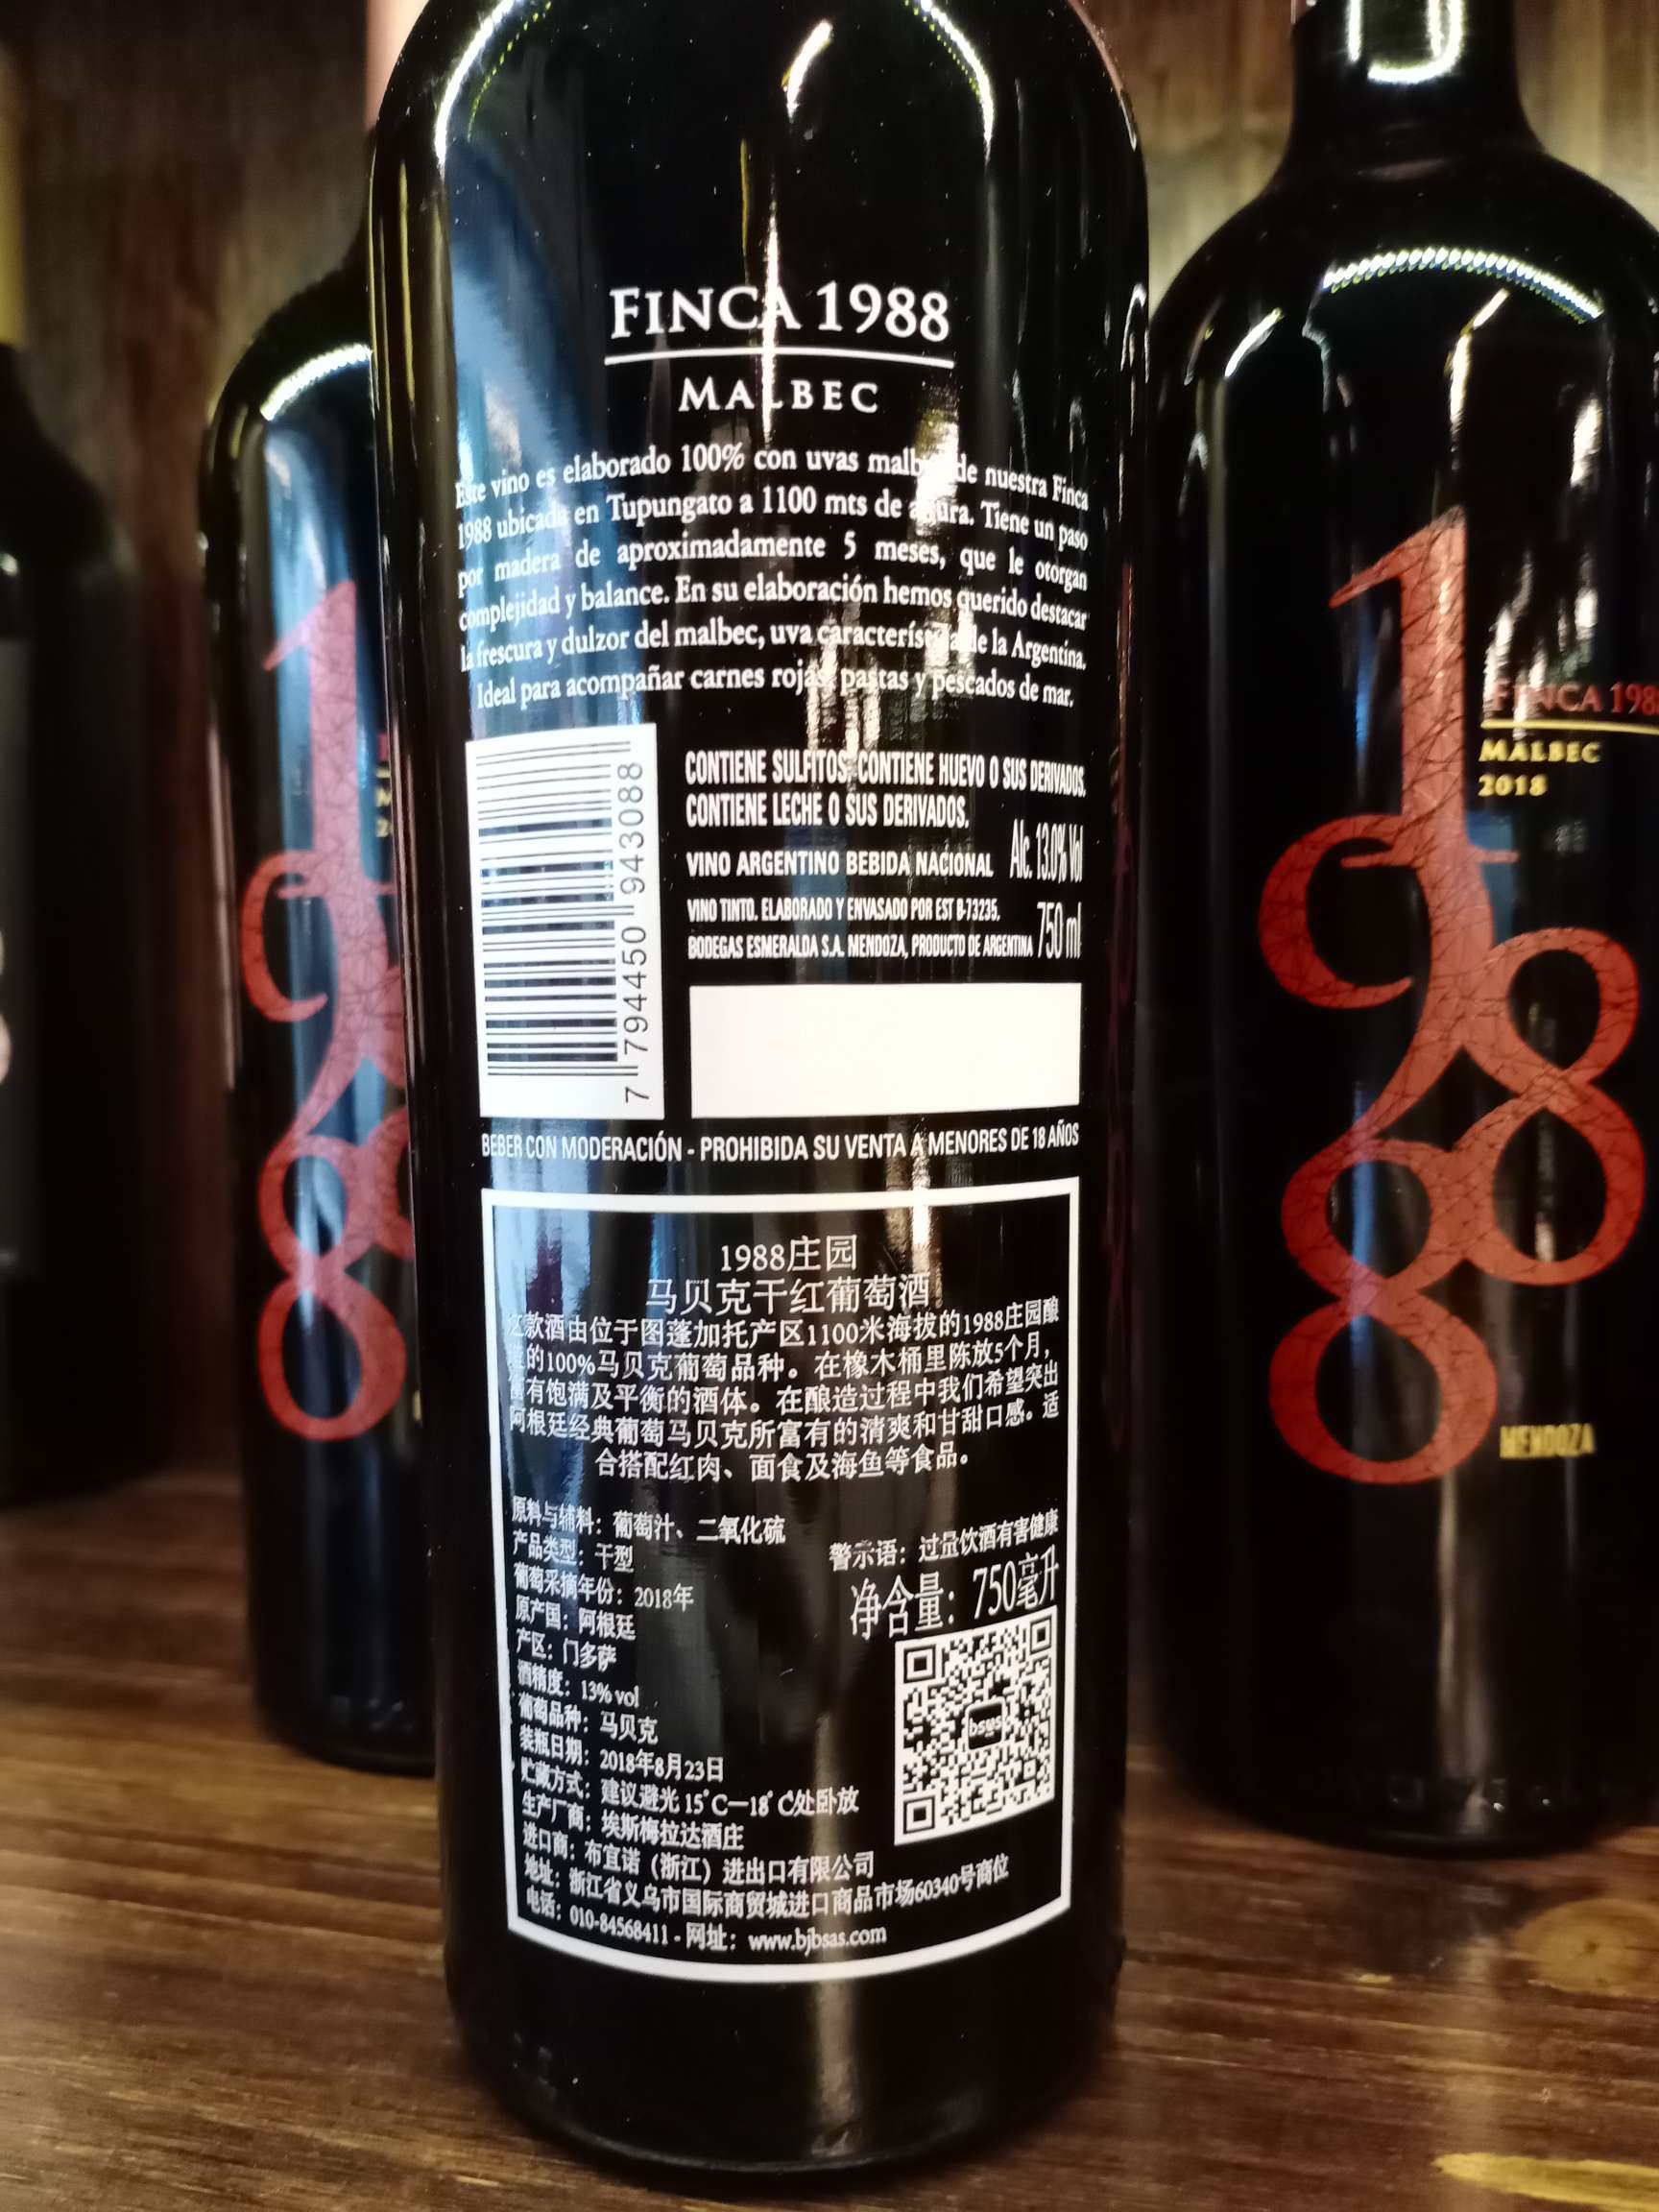 FINCA 1988
MALBEC
Este vino es elaborado 100% con uvas de nuestra Finca
1988 ubicada en Tupungato a 1100 mts de Tiene un paso
por madera de aproximadamente 5 meses, que le otorgan
complejidad y balance. En su elaboración hemos querido destacar
la frescura y dulzor del malbec, uva de la Argentina.
Ideal para acompañar carnes rojas, pastas y pescados de mar.
7 794450 943088
CONTIENE SULFITOS. CONTIENE HUEVO O SUS DERIVADOS.
CONTIENE LECHE O SUS DERIVADOS.
VINO ARGENTINO BEBIDA NACIONAL Alc. 13.0% Vol
VINO TINTO. ELABORADO Y ENVASADO POR EST B-73235.
BODEGAS ESMERALDA S.A. MENDOZA, PRODUCTO DE ARGENTINA 750 ml
BEBER CON MODERACIÓN - PROHIBIDA SU VENTA A MENORES DE 18 AÑOS
1988庄园
马贝克干红葡萄酒
这款酒由位于图蓬加托产区1100米海拔的1988庄园酿
造的100%马贝克葡萄品种。在橡木桶里陈放5个月，
富有饱满及平衡的酒体。在酿造过程中我们希望突出
阿根廷经典葡萄马贝克所富有的清爽和甘甜口感。适
合搭配红肉、面食及海鱼等食品。
原料与辅料：葡萄汁、二氧化硫
产品类型：干型
葡萄采摘年份：2018年
原产国：阿根廷
产区：门多萨
酒精度：13% vol
葡萄品种：马贝克
装瓶日期：2018年8月23日
贮藏方式：建议避光 15°C—18°C处卧放
生产厂商：埃斯梅拉达酒庄
进口商：布宜诺（浙江）进出口有限公司
地址：浙江省义乌市国际商贸城进口商品市场60340号商位
电话：010-84568411 - 网址：www.bjbsas.com
警示语：过量饮酒有害健康
净含量：750毫升
bsas
1988
FINCA 198
MALBEC
2018
MENDOZA
198